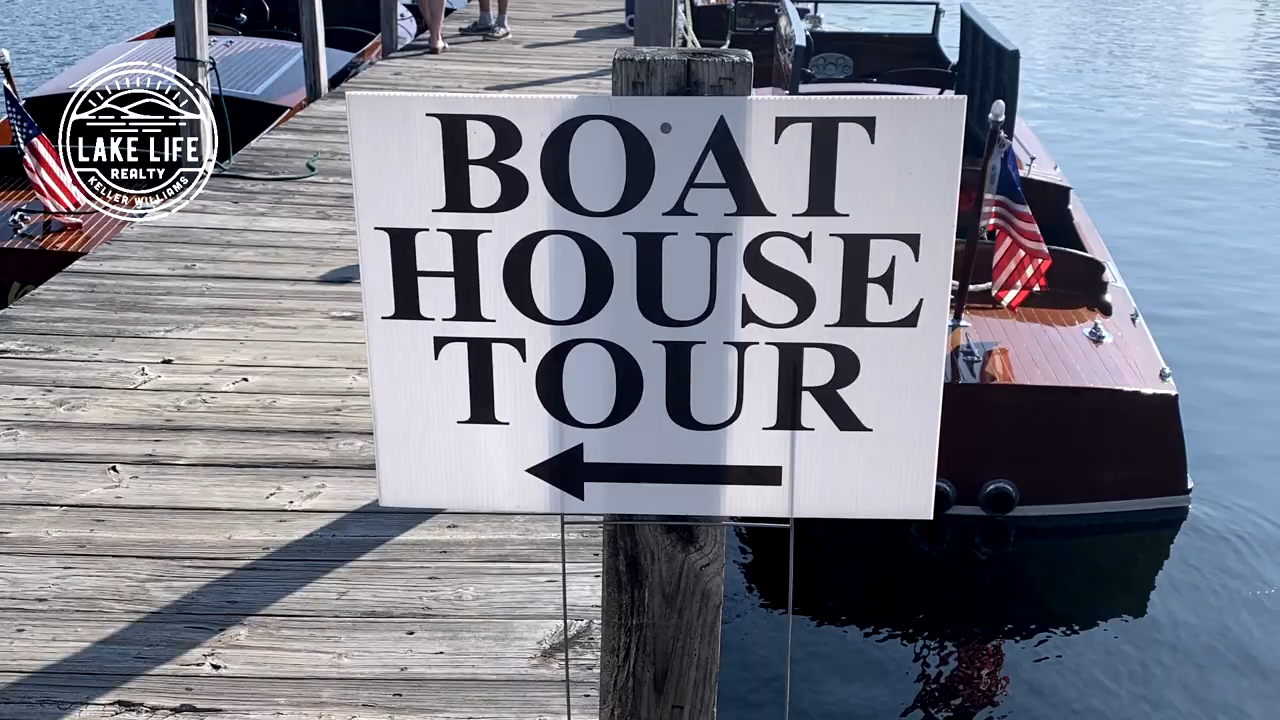 LAKE LIFE
REALTY
KELLER WILLIAMS
BOAT
HOUSE
TOUR